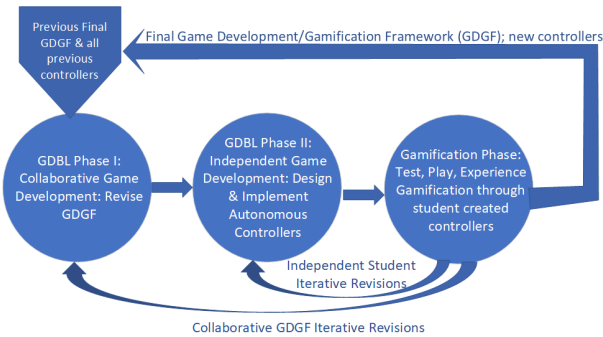 Previous Final
GDGF & all
previous
controllers
Final Game Development/Gamification Framework (GDGF); new controllers
GDBL Phase I:
Collaborative Game
Development: Revise
GDGF
GDBL Phase II:
Independent Game
Development: Design
& Implement
Autonomous
Controllers
Gamification Phase:
Test, Play, Experience
Gamification through
student created
controllers
Independent Student
Iterative Revisions
Collaborative GDGF Iterative Revisions